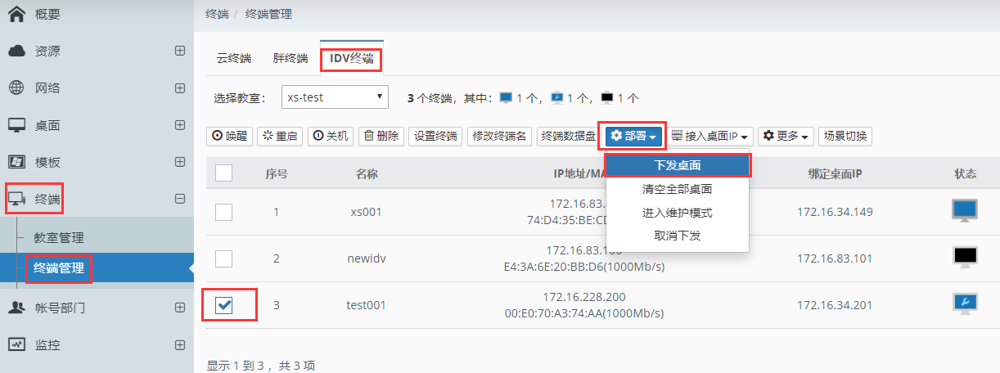 概要
资源
网络
桌面
模板
终端
教室管理
终端管理
帐号部门
监控
终端 / 终端管理
云终端 胖终端 IDV终端
选择教室： xs-test 3 个终端，其中： 1 个， 1 个， 1 个
唤醒 重启 关机 删除 设置终端 修改终端名 终端数据盘 部署 接入桌面IP 更多 场景切换
下发桌面
清空全部桌面
进入维护模式
取消下发
序号 名称 IP地址/MA 绑定桌面IP 状态
1 xs001 172.16.83. 172.16.34.149
74:D4:35:BE:CD
2 newidv 172.16.83.100 172.16.83.101
E4:3A:6E:20:BB:D6(1000Mb/s)
3 test001 172.16.228.200 172.16.34.201
00:E0:70:A3:74:AA(1000Mb/s)
显示 1 到 3 ，共 3 项